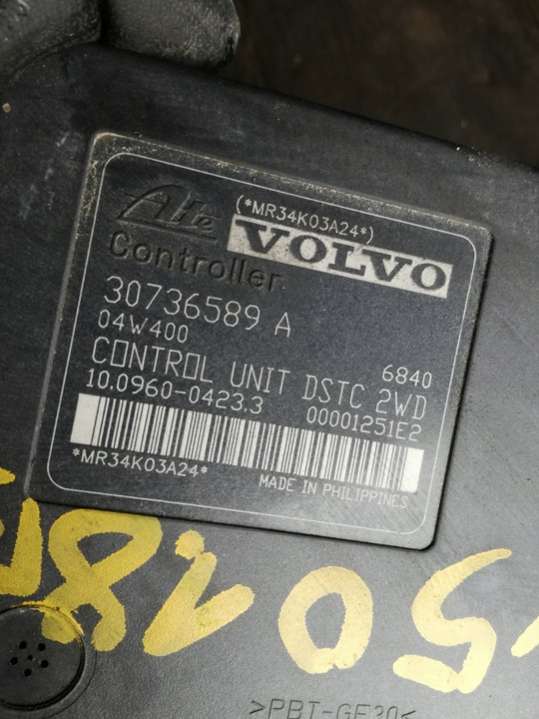 (*MR34K03A24*)
Ate VOLVO
Controller
30736589 A
04W400 6840
CONTROL UNIT DSTC 2WD
10.0960-0423.3 00001251E2
*MR34K03A24*
MADE IN PHILIPPINES
5018
>PBT-GF30<